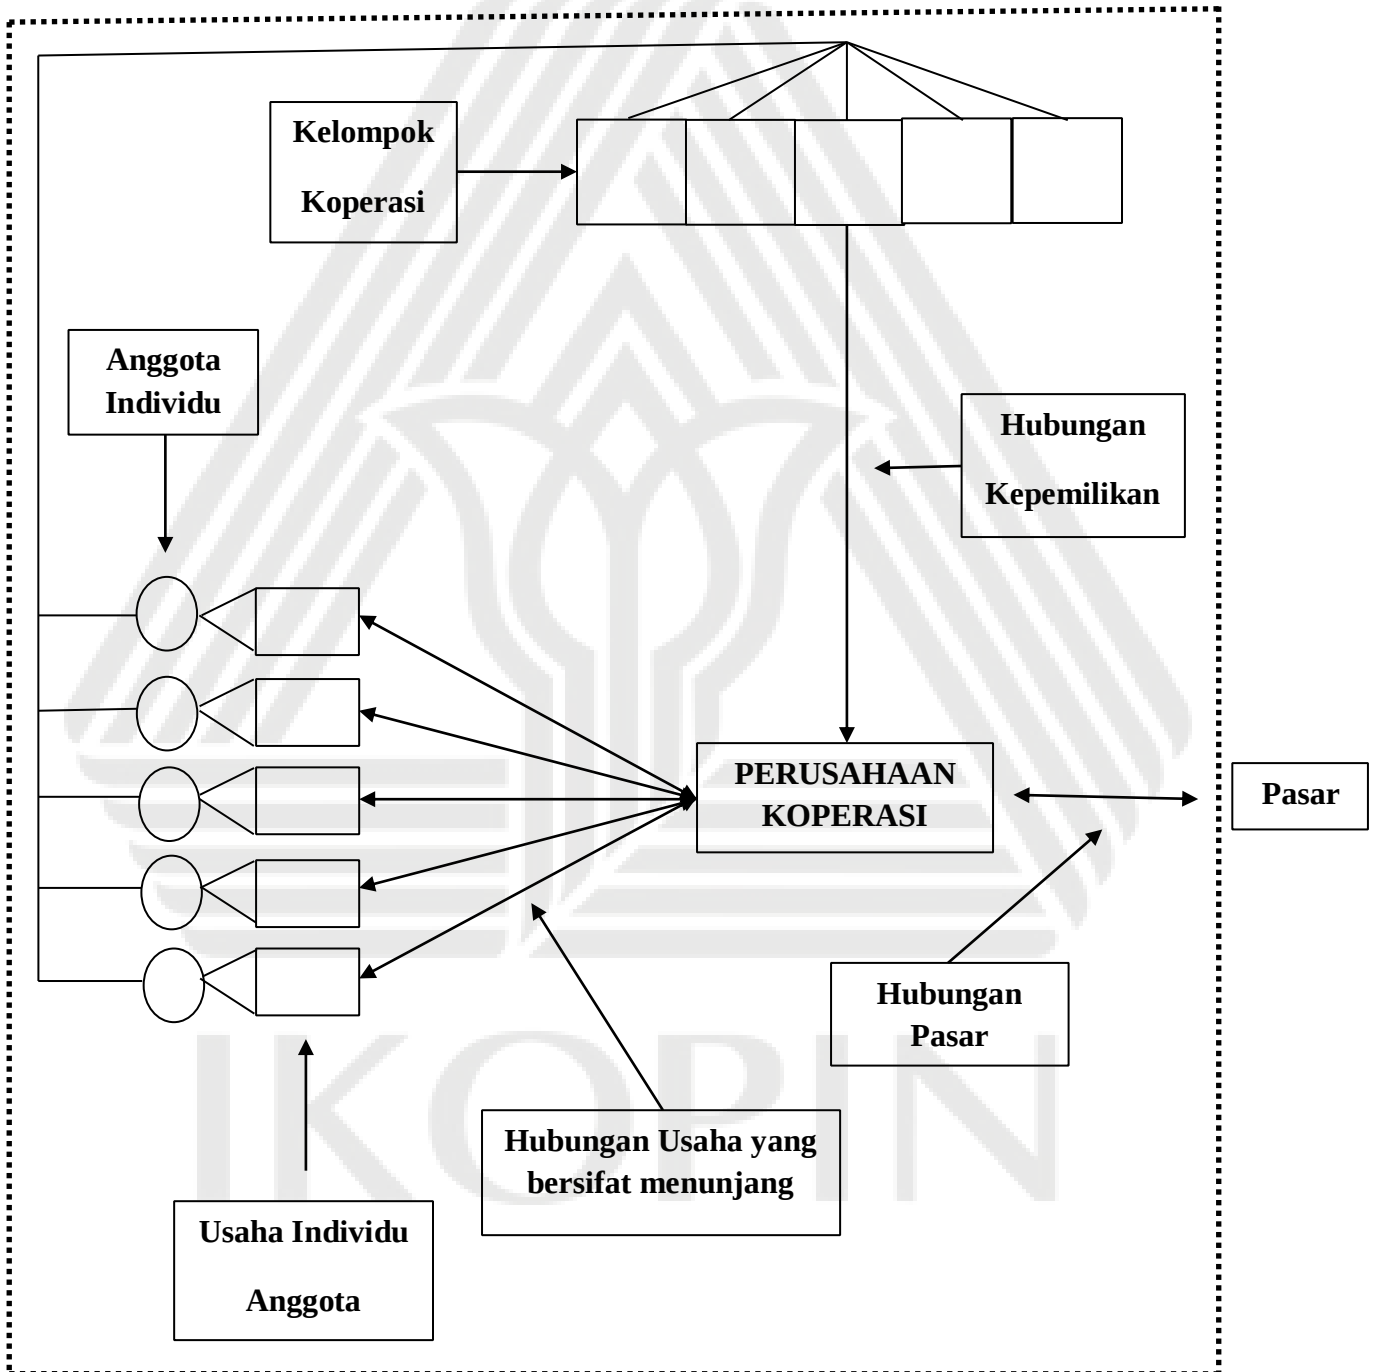 Kelompok
Koperasi
Anggota
Individu
Hubungan
Kepemilikan
PERUSAHAAN
KOPERASI
Pasar
Hubungan
Pasar
Hubungan Usaha yang
bersifat menunjang
Usaha Individu
Anggota
IKOPIN